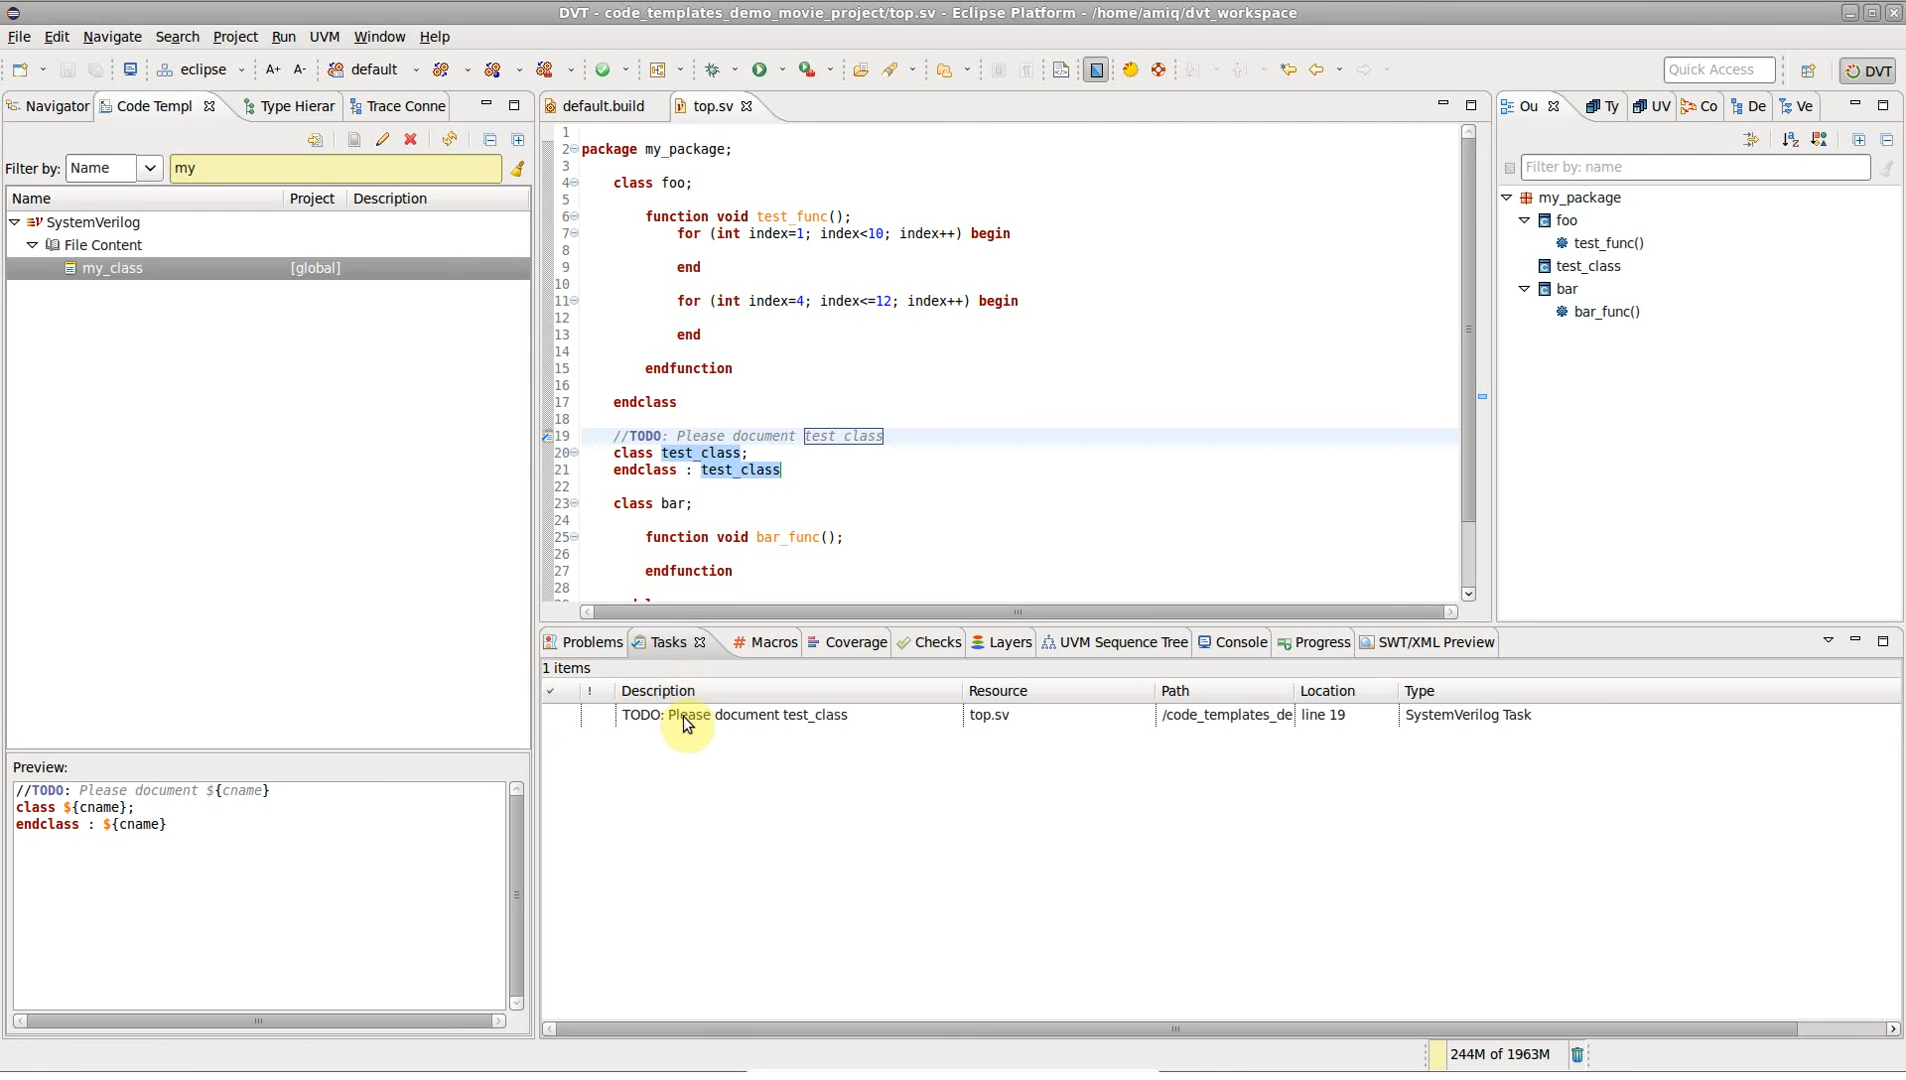 DVT - code_templates_demo_movie_project/top.sv - Eclipse Platform - /home/amiq/dvt_workspace
File Edit Navigate Search Project Run UVM Window Help
A+ A- eclipse default Quick Access DVT
Navigator Code Templ Type Hierar Trace Conne
Filter by: Name my
Name Project Description
SystemVerilog
File Content
my_class [global]
Preview:
//TODO: Please document ${cname}
class ${cname};
endclass : ${cname}
default.build top.sv
1
2 package my_package;
3
4 class foo;
5
6 function void test_func();
7 for (int index=1; index<10; index++) begin
8
9 end
10
11 for (int index=4; index<=12; index++) begin
12
13 end
14
15 endfunction
16
17 endclass
18
19 //TODO: Please document test_class
20 class test_class;
21 endclass : test_class
22
23 class bar;
24
25 function void bar_func();
26
27 endfunction
28
Ou Ty UV Co De Ve
Filter by: name
my_package
foo
test_func()
test_class
bar
bar_func()
Problems Tasks Macros Coverage Checks Layers UVM Sequence Tree Console Progress SWT/XML Preview
1 items
! Description Resource Path Location Type
TODO: Please document test_class top.sv /code_templates_de line 19 SystemVerilog Task
244M of 1963M